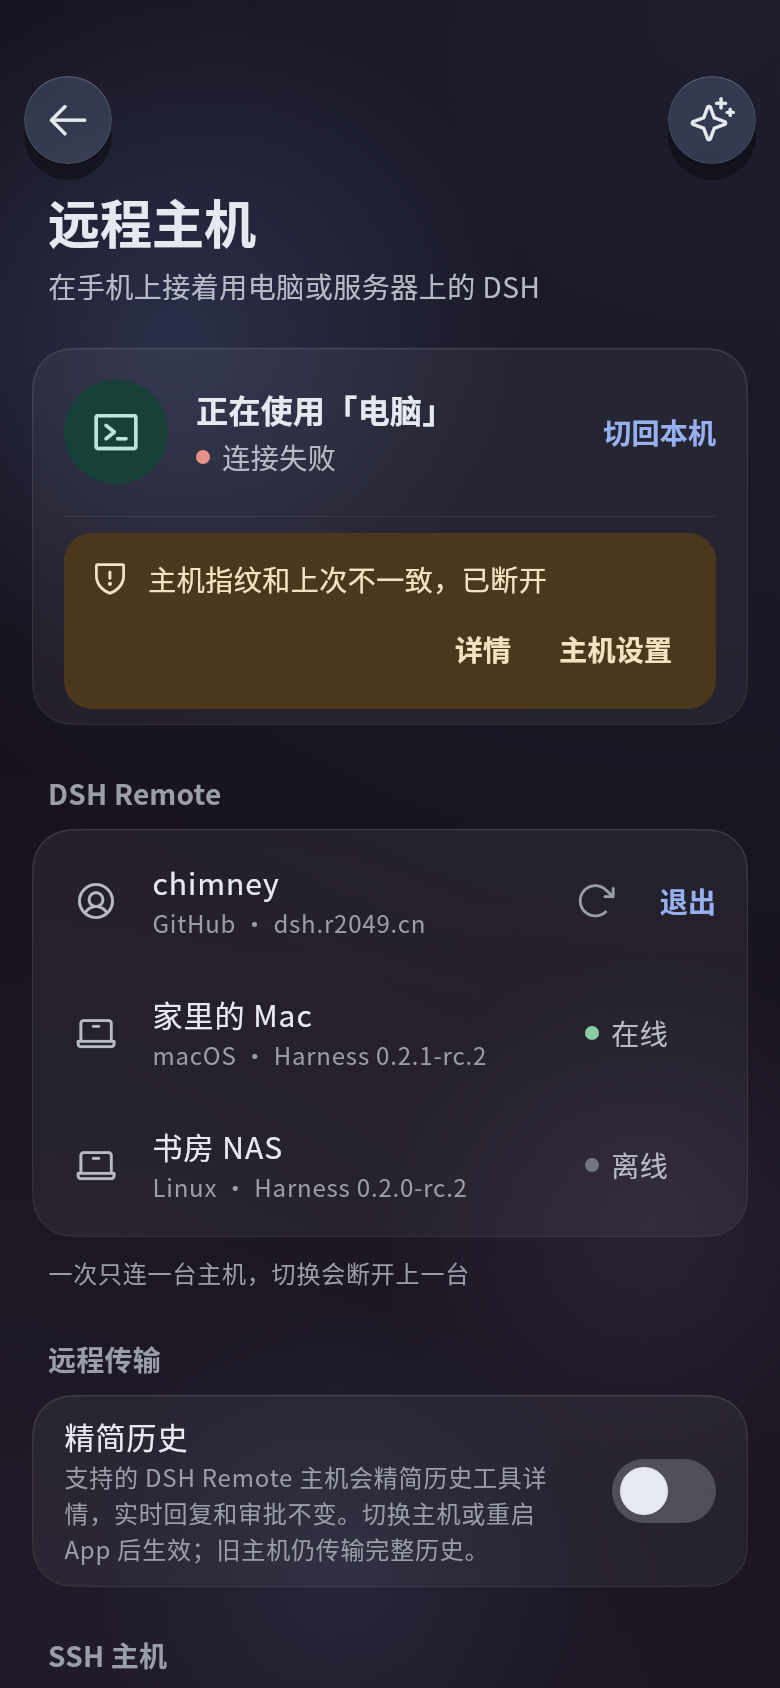 远程主机
在手机上接着用电脑或服务器上的 DSH
正在使用「电脑」
连接失败
切回本机
主机指纹和上次不一致，已断开
详情
主机设置
DSH Remote
chimney
GitHub · dsh.r2049.cn
退出
家里的 Mac
macOS · Harness 0.2.1-rc.2
在线
书房 NAS
Linux · Harness 0.2.0-rc.2
离线
一次只连一台主机，切换会断开上一台
远程传输
精简历史
支持的 DSH Remote 主机会精简历史工具详
情，实时回复和审批不变。切换主机或重启
App 后生效；旧主机仍传输完整历史。
SSH 主机